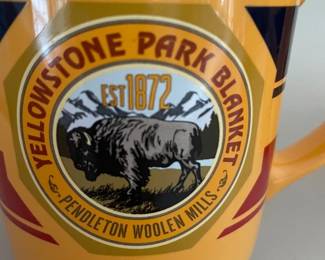 YELLOWSTONE PARK BLANKET
EST 1872
PENDLETON WOOLEN MILLS